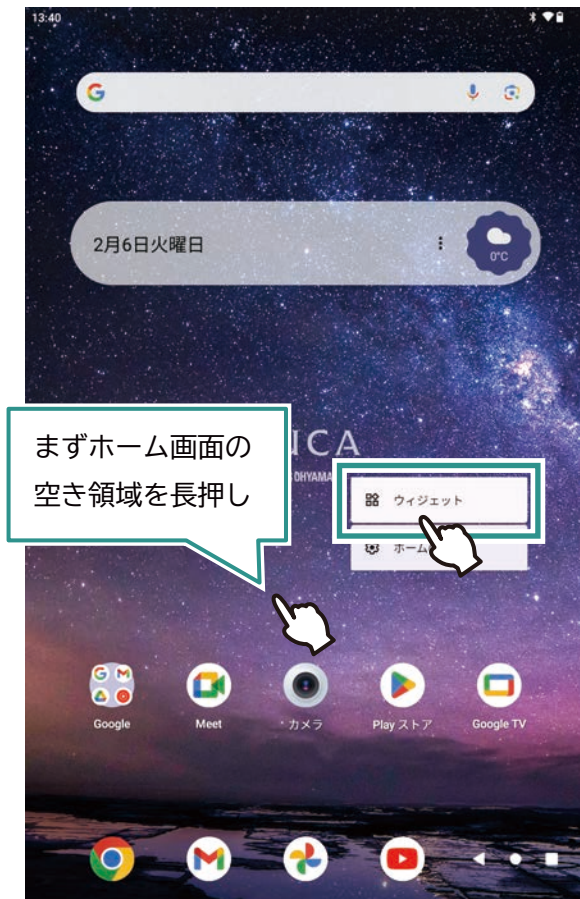 13:40
2月6日火曜日
0°C
まずホーム画面の
空き領域を長押し
UCA
OHYAMA
ウィジェット
ホーム
Google
Meet
カメラ
Play ストア
Google TV